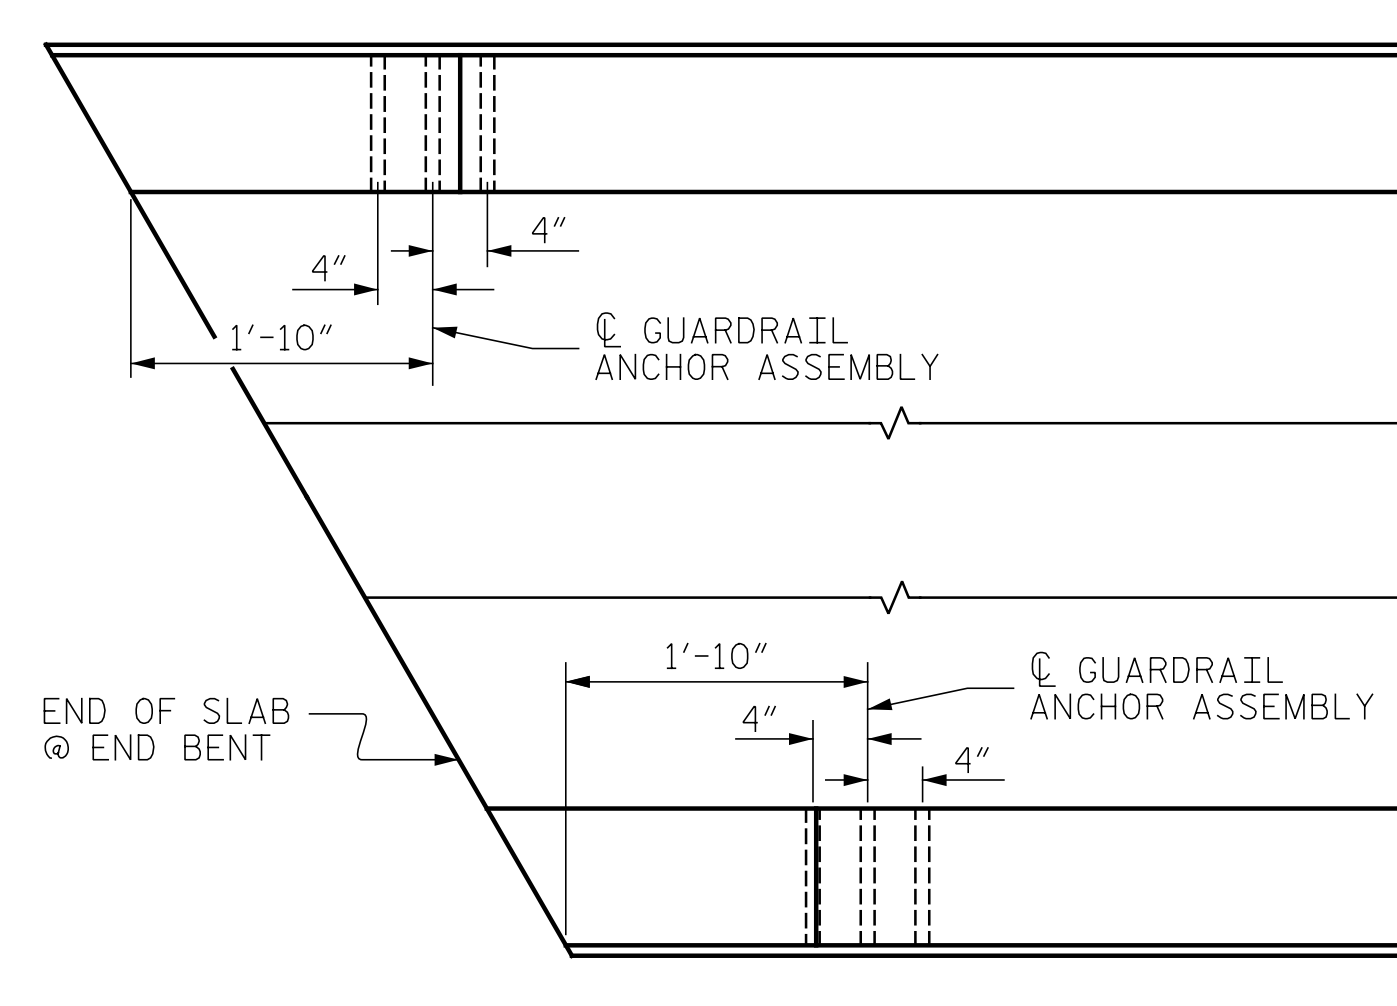 4"
4"
1'-10"
℄ GUARDRAIL
ANCHOR ASSEMBLY
1'-10"
℄ GUARDRAIL
ANCHOR ASSEMBLY
4"
4"
END OF SLAB
@ END BENT